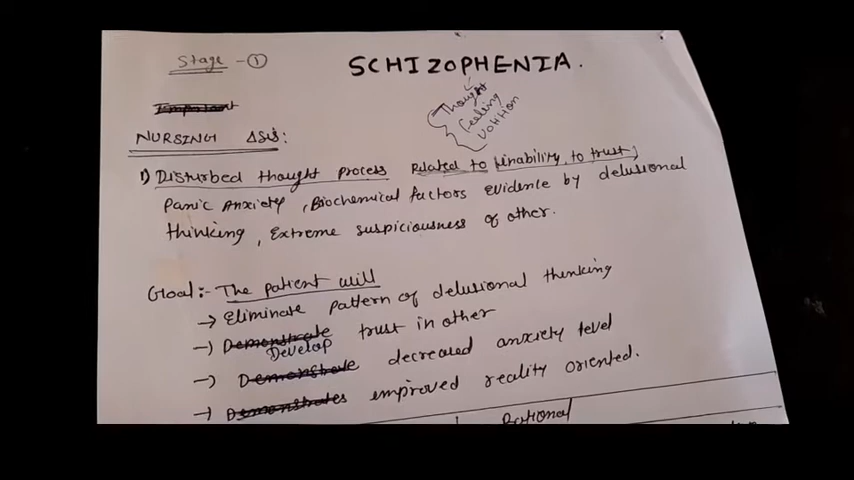 Stage - ①
SCHIZOPHENIA.
Thought
feeling
volition
Important
NURSING ΔSIS:
1) Disturbed thought process related to inability to trust,
Panic Anxiety, Biochemical factors evidence by delusional
thinking, Extreme suspiciousness of other.
Goal:- The patient will
→ Eliminate pattern of delusional thinking
→ Demonstrate trust in other
Develop
→ Demonstrate decreased anxiety level
→ Demonstrates improved reality oriented.
Rational